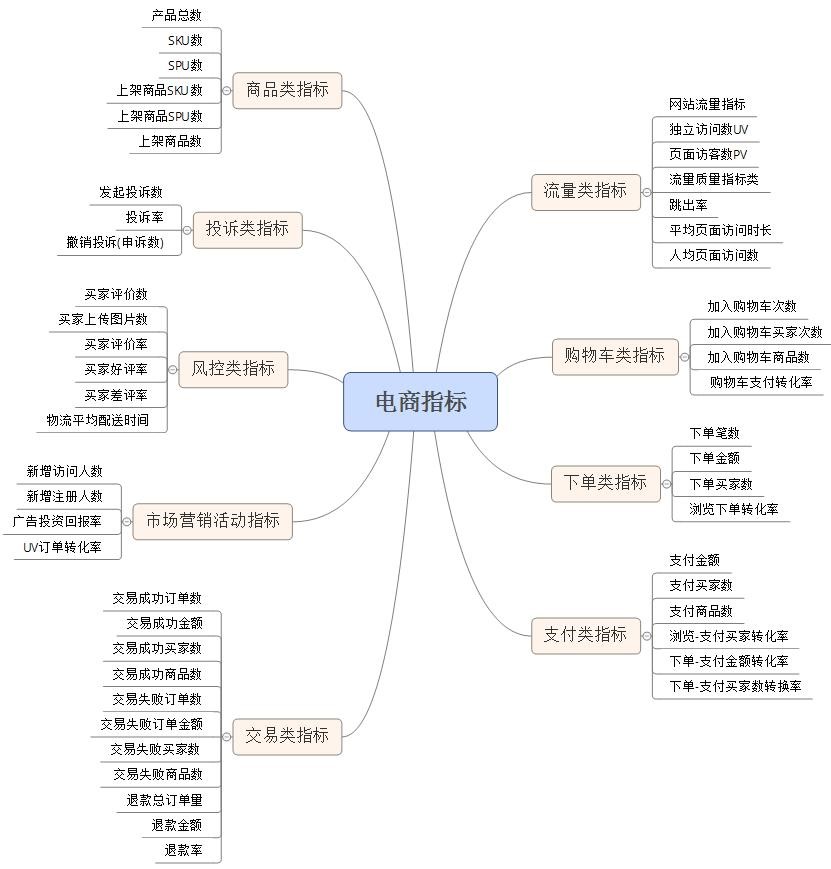 电商指标
商品类指标
产品总数
SKU数
SPU数
上架商品SKU数
上架商品SPU数
上架商品数
投诉类指标
发起投诉数
投诉率
撤销投诉(申诉数)
风控类指标
买家评价数
买家上传图片数
买家评价率
买家好评率
买家差评率
物流平均配送时间
市场营销活动指标
新增访问人数
新增注册人数
广告投资回报率
UV订单转化率
交易类指标
交易成功订单数
交易成功金额
交易成功买家数
交易成功商品数
交易失败订单数
交易失败订单金额
交易失败买家数
交易失败商品数
退款总订单量
退款金额
退款率
流量类指标
网站流量指标
独立访问数UV
页面访客数PV
流量质量指标类
跳出率
平均页面访问时长
人均页面访问数
购物车类指标
加入购物车次数
加入购物车买家次数
加入购物车商品数
购物车支付转化率
下单类指标
下单笔数
下单金额
下单买家数
浏览下单转化率
支付类指标
支付金额
支付买家数
支付商品数
浏览-支付买家转化率
下单-支付金额转化率
下单-支付买家数转换率